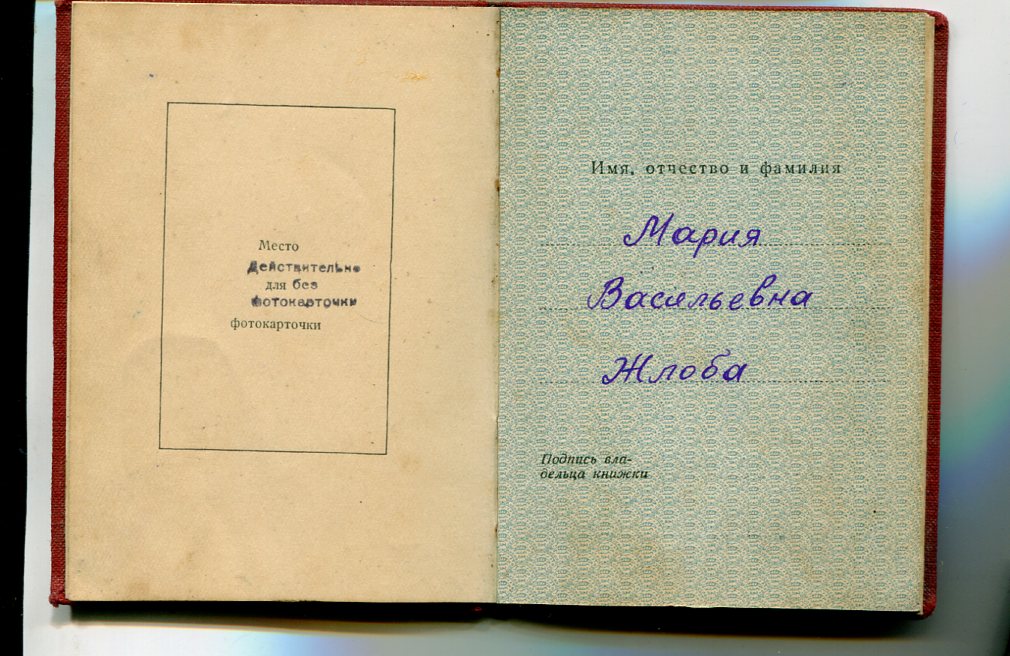 Место
Действительно
для без
фотокарточки
фотокарточки
Имя, отчество и фамилия
Мария
Васильевна
Жлоба
Подпись вла-
дельца книжки